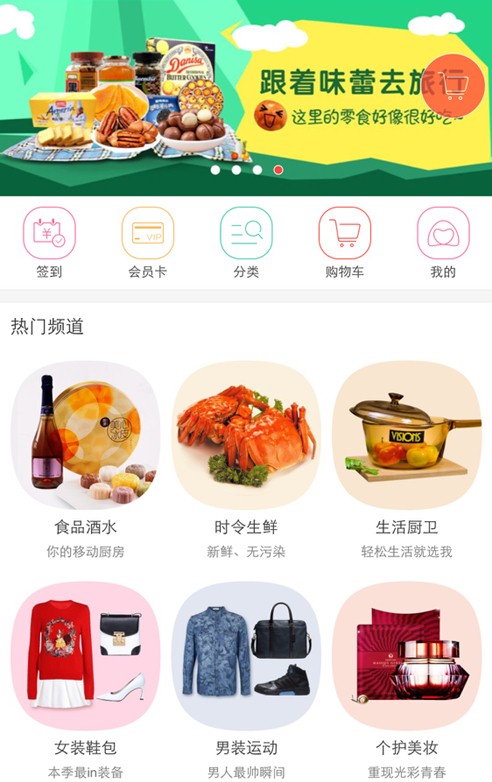 Danisa
BUTTER COOKIES
跟着味蕾去旅行
这里的零食好像很好吃~
签到
VIP
会员卡
分类
购物车
我的
热门频道
VISIONS
食品酒水
时令生鲜
生活厨卫
你的移动厨房
新鲜、无污染
轻松生活就选我
女装鞋包
男装运动
个护美妆
本季最in装备
男人最帅瞬间
重现光彩青春